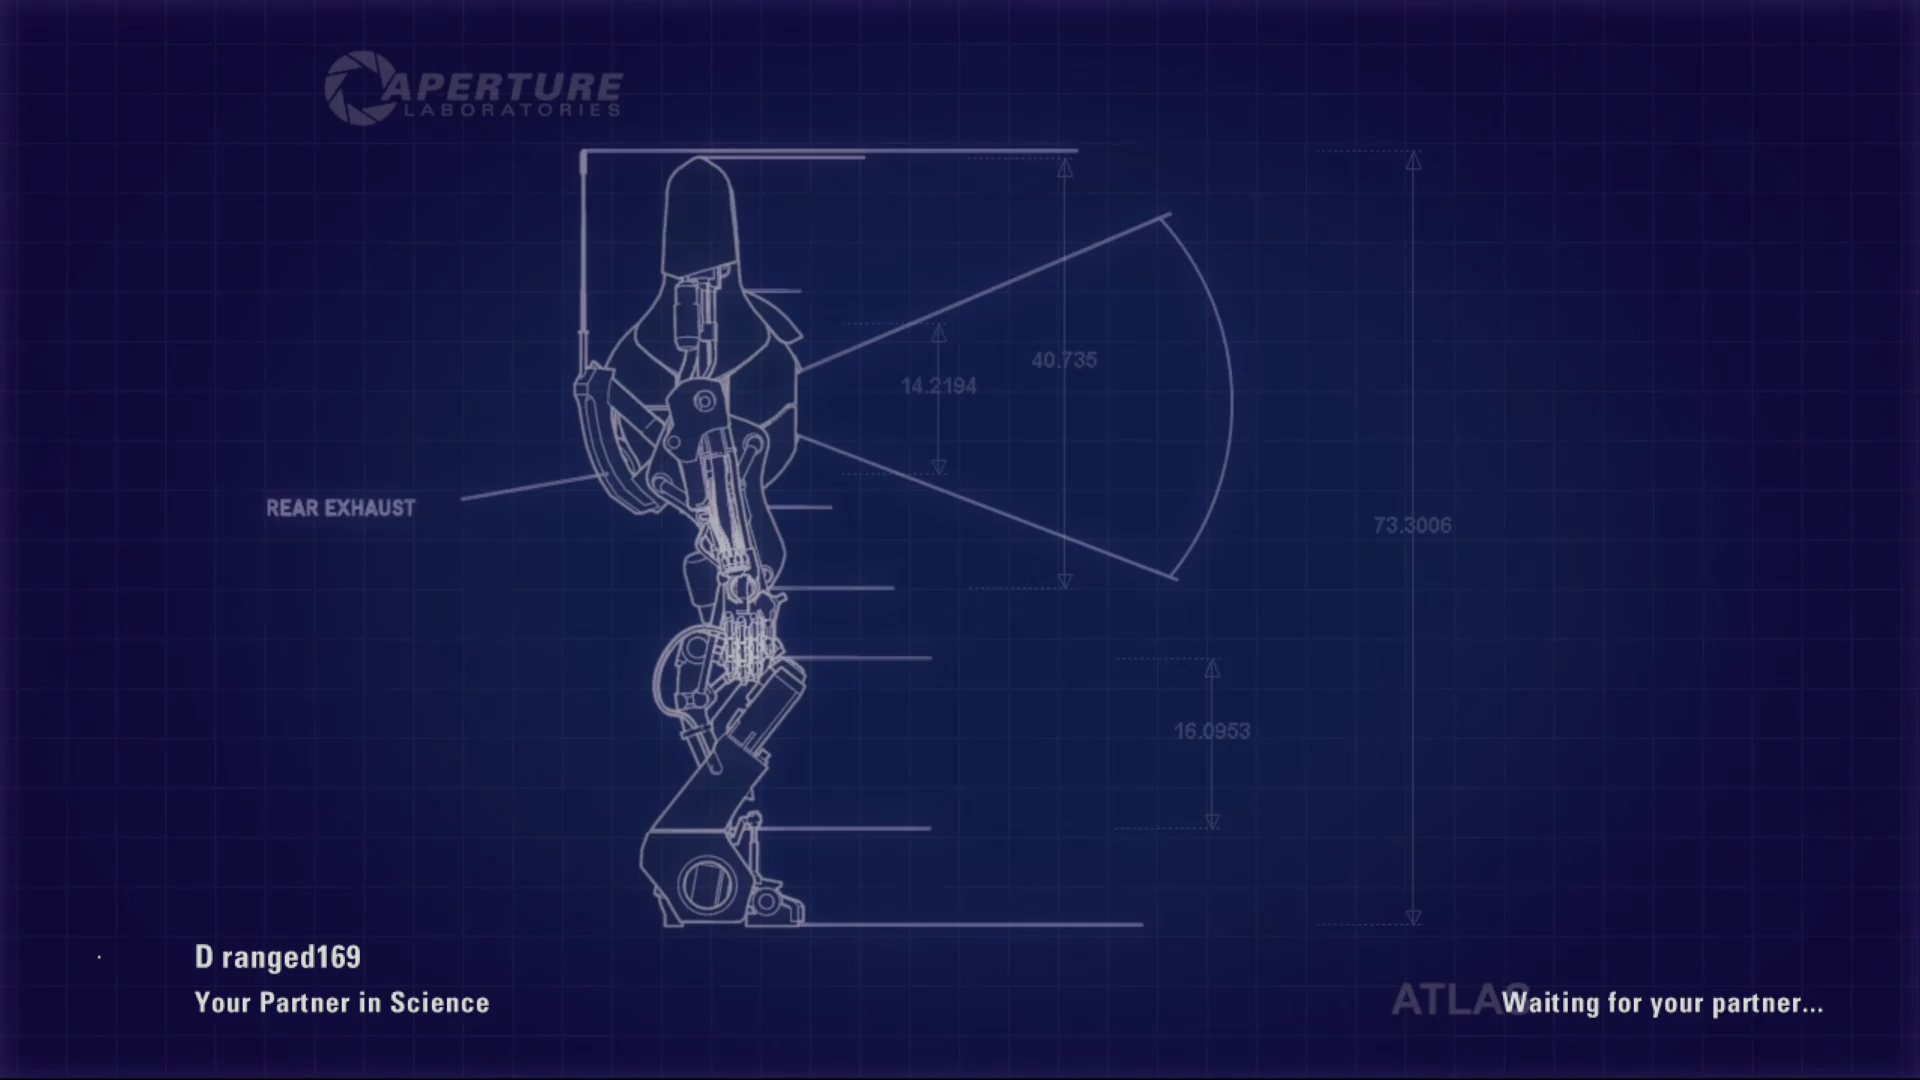 APERTURE
LABORATORIES
40.735
14.2194
REAR EXHAUST
73.3006
16.0953
D ranged169
Your Partner in Science
ATLAS
Waiting for your partner...